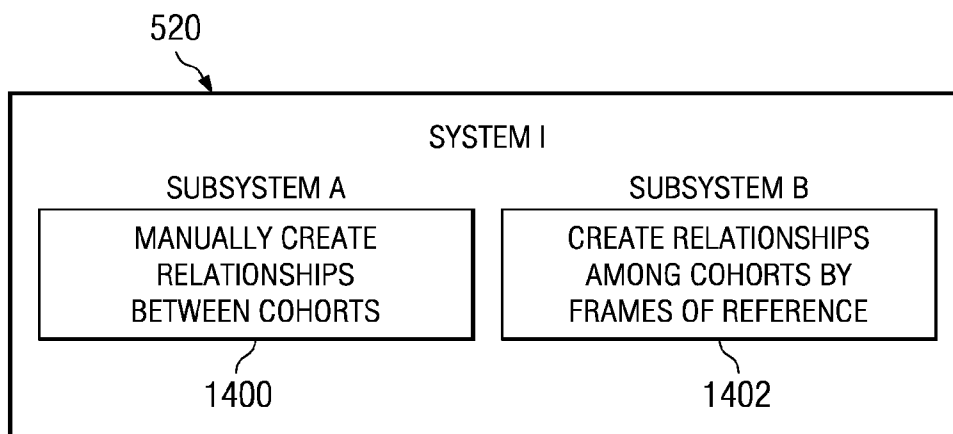 520
SYSTEM I
SUBSYSTEM A
MANUALLY CREATE
RELATIONSHIPS
BETWEEN COHORTS
1400
SUBSYSTEM B
CREATE RELATIONSHIPS
AMONG COHORTS BY
FRAMES OF REFERENCE
1402